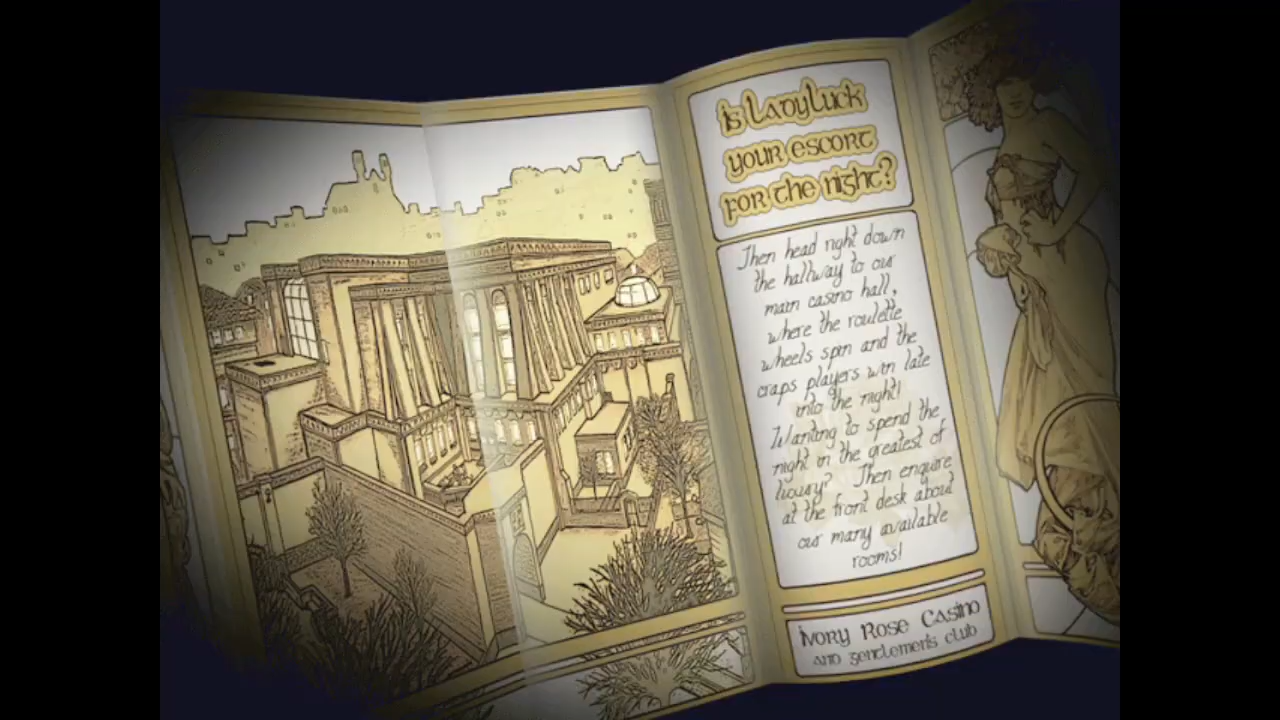 Is LadyLuck
your escort
for the night?
Then head right down
the hallway to our
main casino hall,
where the roulette
wheels spin and the
craps players win late
into the night!
Wanting to spend the
night in the greatest of
luxury? Then enquire
at the front desk about
our many available
rooms!
Ivory Rose Casino
and gentlemen's club